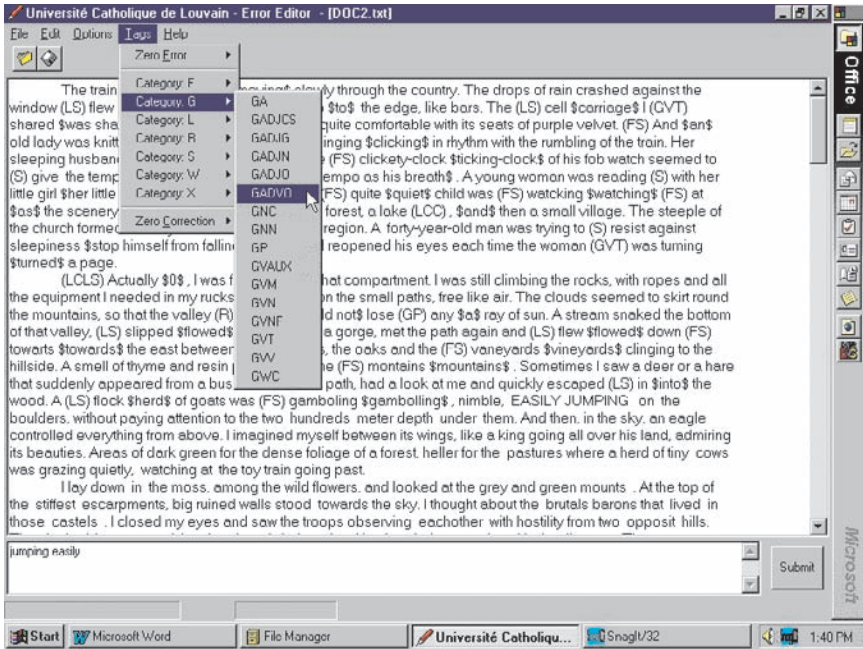 Université Catholique de Louvain - Error Editor - [DOC2.txt]
File Edit Options Tags Help
Zero Error
Category: F
Category: G
Category: L
Category: R
Category: S
Category: W
Category: X
Zero Correction
GA
GADJCS
GADJG
GADJN
GADJO
GADVO
GNC
GNN
GP
GVAUX
GVM
GVN
GVNF
GVT
GVV
GWC
The train slowly through the country. The drops of rain crashed against the
window (LS) flew $to$ the edge, like bars. The (LS) cell $carriage$ I (GVT)
shared $was sha quite comfortable with its seats of purple velvet. (FS) And $an$
old lady was knitt inging $clicking$ in rhythm with the rumbling of the train. Her
sleeping husban e (FS) clickety-clock $ticking-clock$ of his fob watch seemed to
(S) give the temp empo as his breath$ . A young woman was reading (S) with her
little girl $her little (FS) quite $quiet$ child was (FS) watcking $watching$ (FS) at
$as$ the scenery forest, a lake (LCC) , $and$ then a small village. The steeple of
the church formed region. A forty-year-old man was trying to (S) resist against
sleepiness $stop himself from falling reopened his eyes each time the woman (GVT) was turning
$turned$ a page.
(LCLS) Actually $0$ , I was f hat compartment. I was still climbing the rocks, with ropes and all
the equipment I needed in my rucks on the small paths, free like air. The clouds seemed to skirt round
the mountains, so that the valley (R) ld not$ lose (GP) any $a$ ray of sun. A stream snaked the bottom
of that valley, (LS) slipped $flowed$ a gorge, met the path again and (LS) flew $flowed$ down (FS)
towarts $towards$ the east between s, the oaks and the (FS) vaneyards $vineyards$ clinging to the
hillside. A smell of thyme and resin he (FS) montains $mountains$ . Sometimes I saw a deer or a hare
that suddenly appeared from a bus path, had a look at me and quickly escaped (LS) in $into$ the
wood. A (LS) flock $herd$ of goats was (FS) gamboling $gambolling$ , nimble, EASILY JUMPING on the
boulders. without paying attention to the two hundreds meter depth under them. And then. in the sky. an eagle
controlled everything from above. I imagined myself between its wings, like a king going all over his land, admiring
its beauties. Areas of dark green for the dense foliage of a forest. heller for the pastures where a herd of tiny cows
was grazing quietly, watching at the toy train going past.
I lay down in the moss. among the wild flowers. and looked at the grey and green mounts . At the top of
the stiffest escarpments, big ruined walls stood towards the sky. I thought about the brutals barons that lived in
those castels . I closed my eyes and saw the troops observing eachother with hostility from two opposit hills.
jumping easily
Submit
Office
Microsoft
Start Microsoft Word File Manager Université Catholiqu... SnagIt/32 1:40 PM